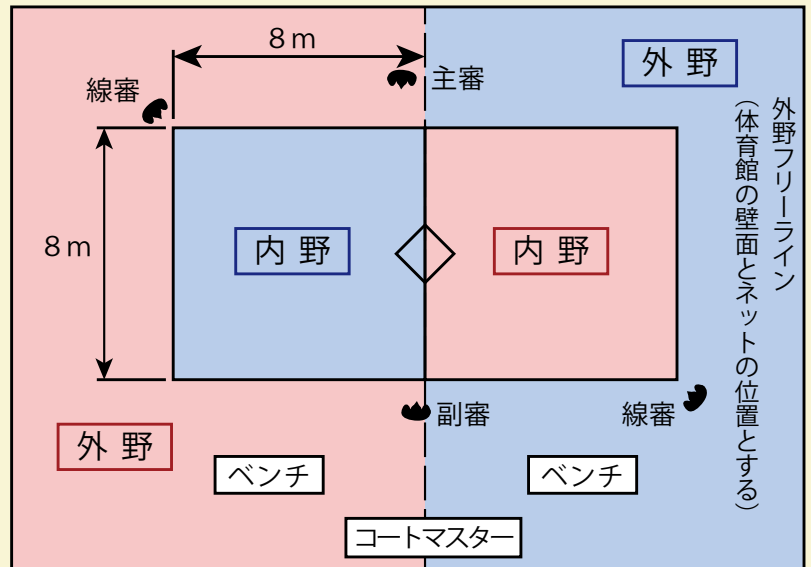 8m
外野
主審
線審
外野フリーライン
(体育館の壁面とネットの位置とする)
8m
内野
内野
副審
線審
外野
ベンチ
ベンチ
コートマスター